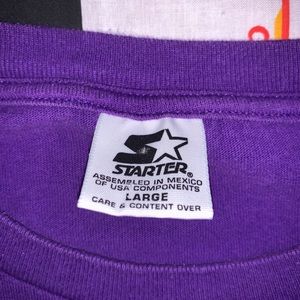 STARTER®
ASSEMBLED IN MEXICO
OF USA COMPONENTS
LARGE
CARE & CONTENT OVER